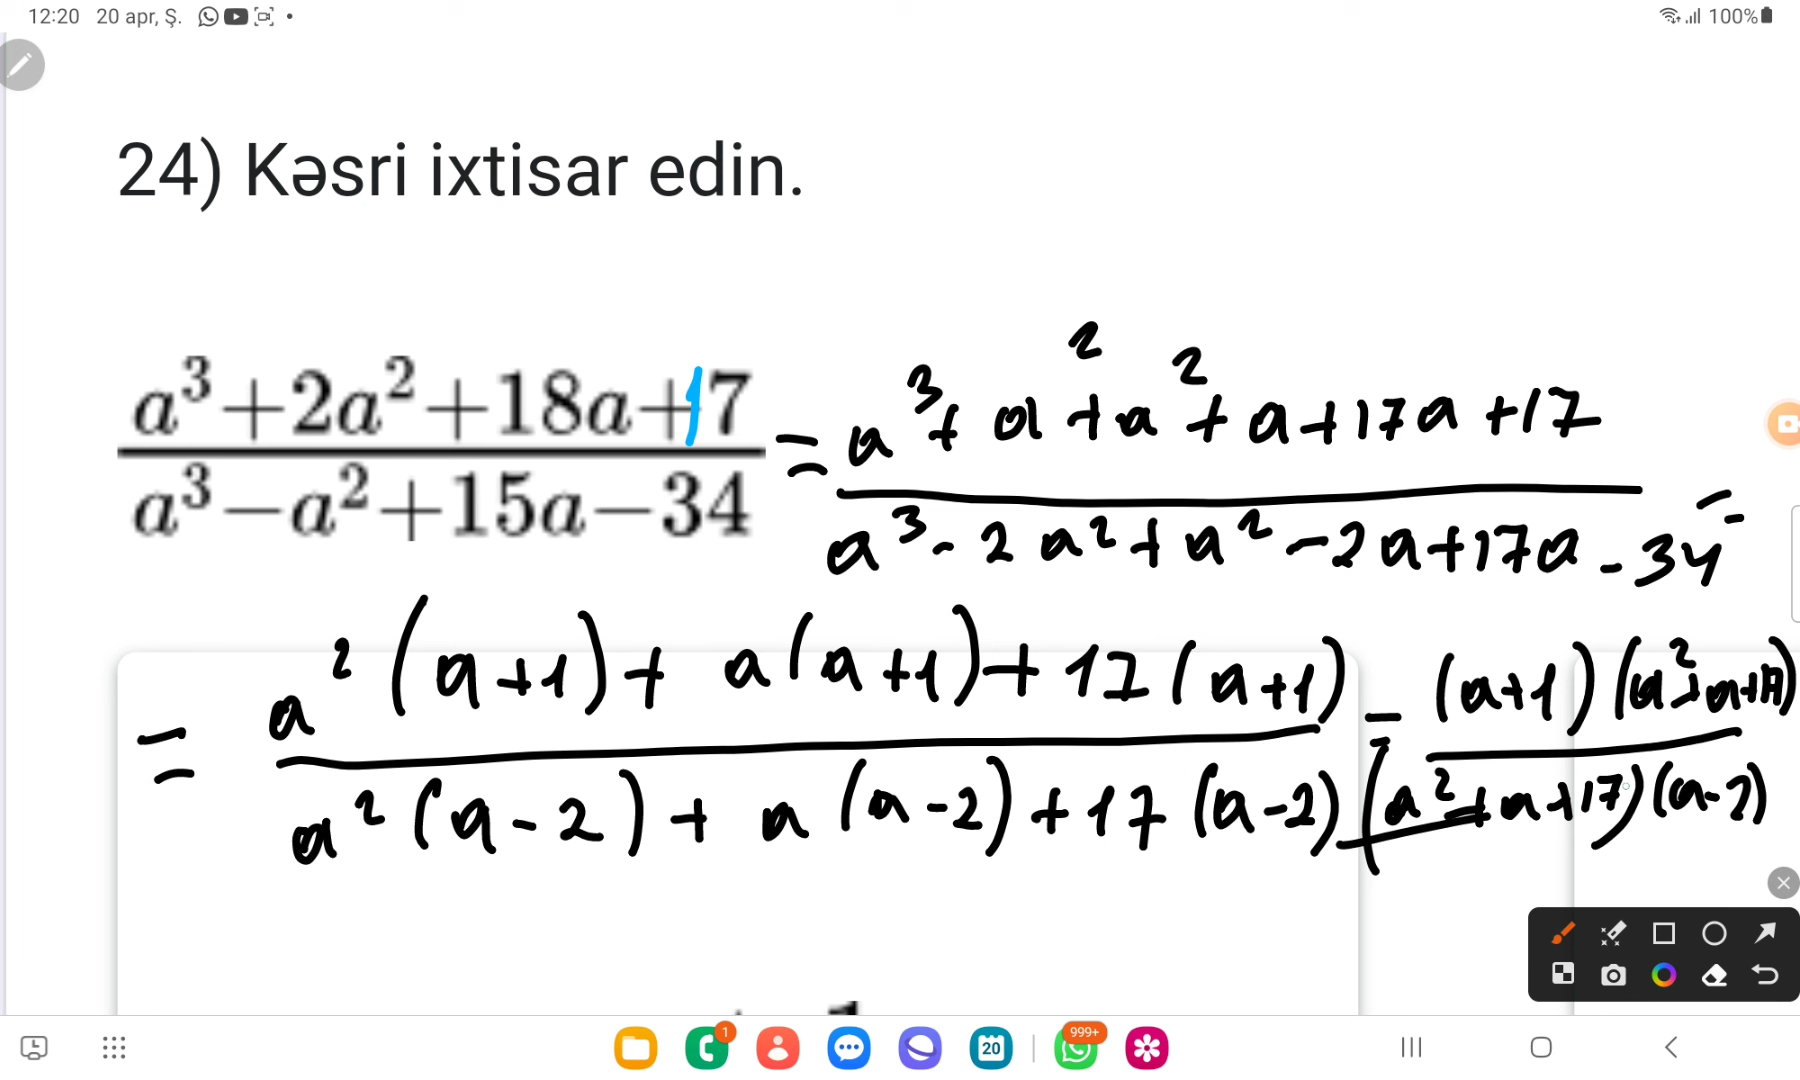 12:20 20 apr, Ş.
100%
24) Kəsri ixtisar edin.
a³+2a²+18a+17 / a³−a²+15a−34 = a³+a²+a²+a+17a+17 / a³-2a²+a²-2a+17a-34 =
= a²(a+1)+a(a+1)+17(a+1) / a²(a-2)+a(a-2)+17(a-2) = (a+1)(a²+a+17) / (a²+a+17)(a-2)
1
20
999+